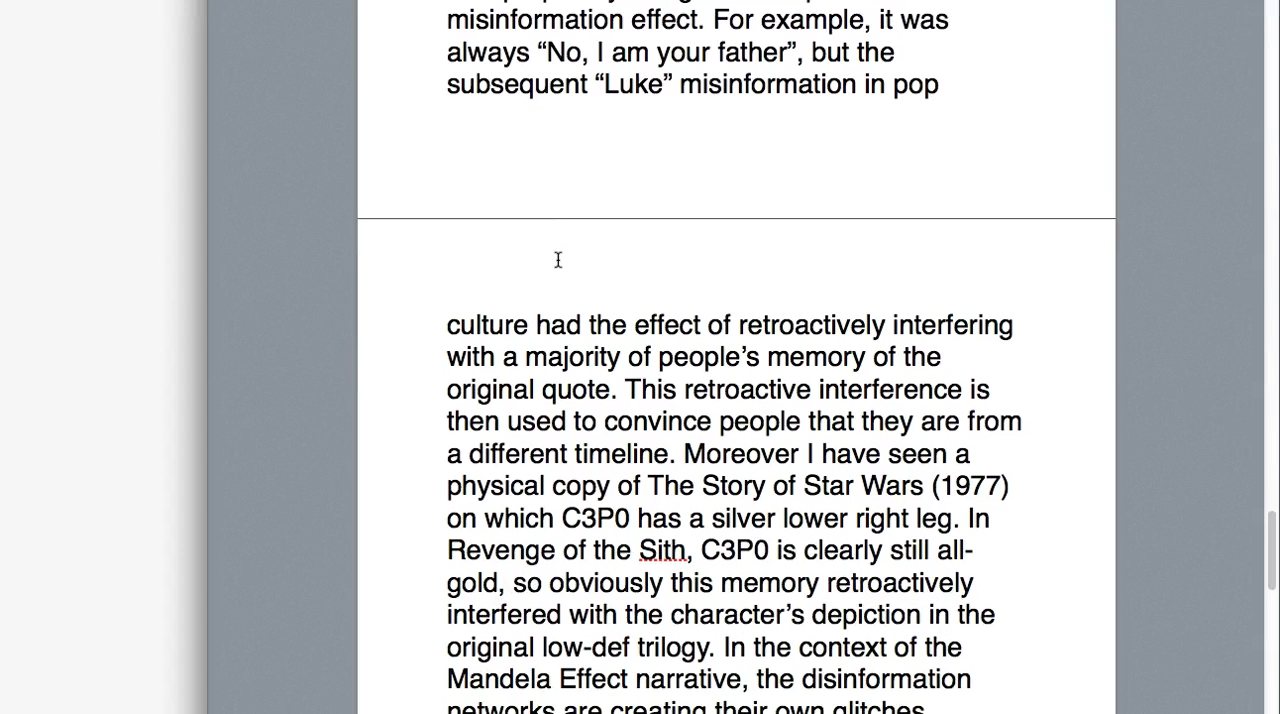 misinformation effect. For example, it was
always “No, I am your father”, but the
subsequent “Luke” misinformation in pop
culture had the effect of retroactively interfering
with a majority of people’s memory of the
original quote. This retroactive interference is
then used to convince people that they are from
a different timeline. Moreover I have seen a
physical copy of The Story of Star Wars (1977)
on which C3P0 has a silver lower right leg. In
Revenge of the Sith, C3P0 is clearly still all-
gold, so obviously this memory retroactively
interfered with the character’s depiction in the
original low-def trilogy. In the context of the
Mandela Effect narrative, the disinformation
networks are creating their own glitches